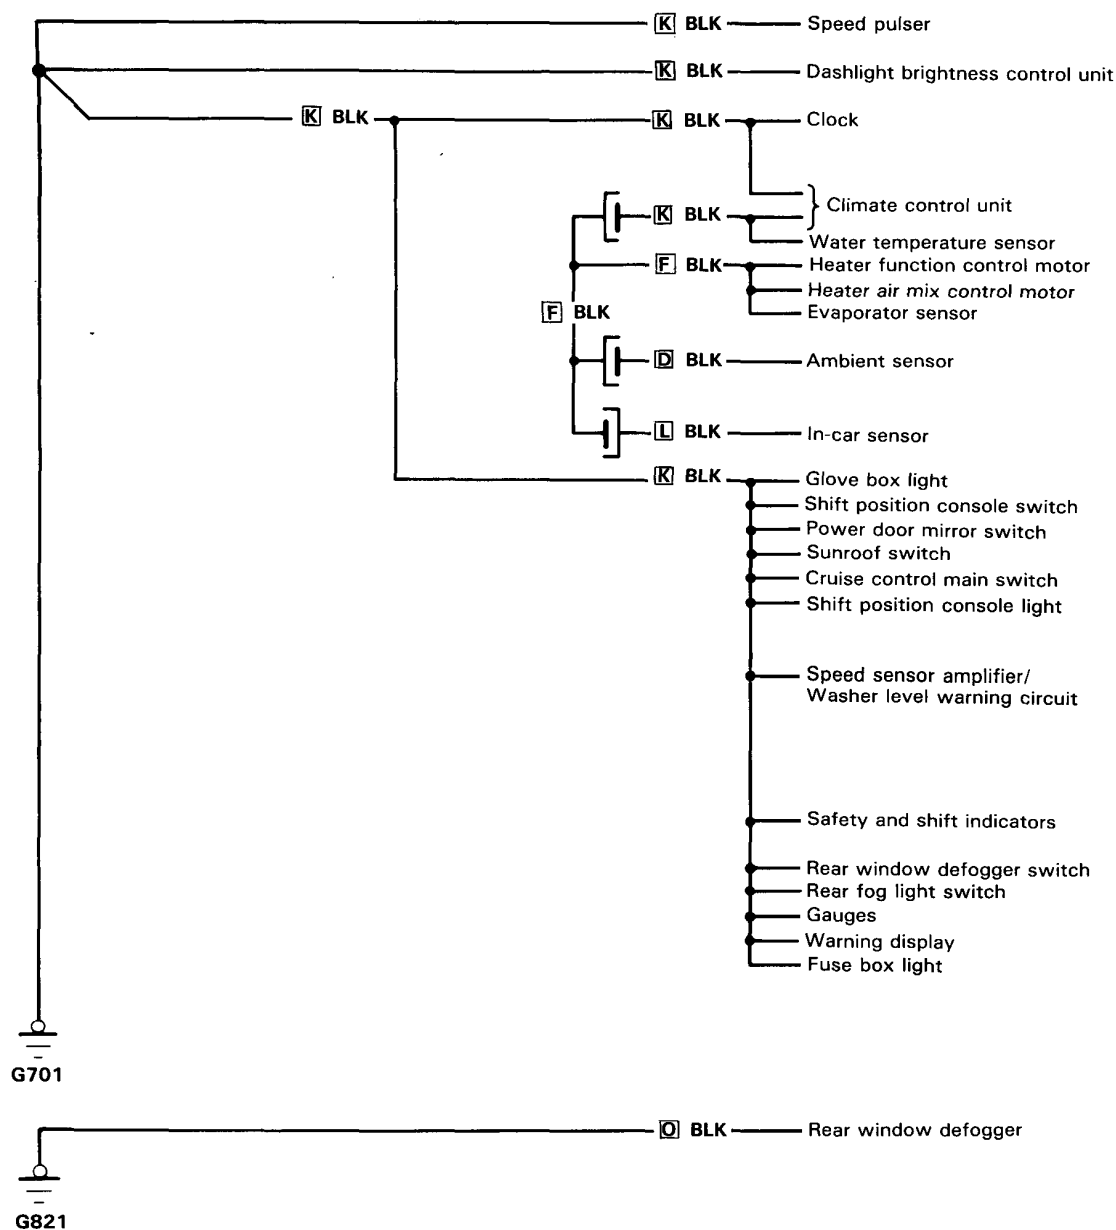 K BLK Speed pulser
K BLK Dashlight brightness control unit
K BLK K BLK Clock
Climate control unit
K BLK
Water temperature sensor
F BLK Heater function control motor
Heater air mix control motor
F BLK Evaporator sensor
D BLK Ambient sensor
L BLK In-car sensor
K BLK Glove box light
Shift position console switch
Power door mirror switch
Sunroof switch
Cruise control main switch
Shift position console light
Speed sensor amplifier/
Washer level warning circuit
Safety and shift indicators
Rear window defogger switch
Rear fog light switch
Gauges
Warning display
Fuse box light
G701
O BLK Rear window defogger
G821